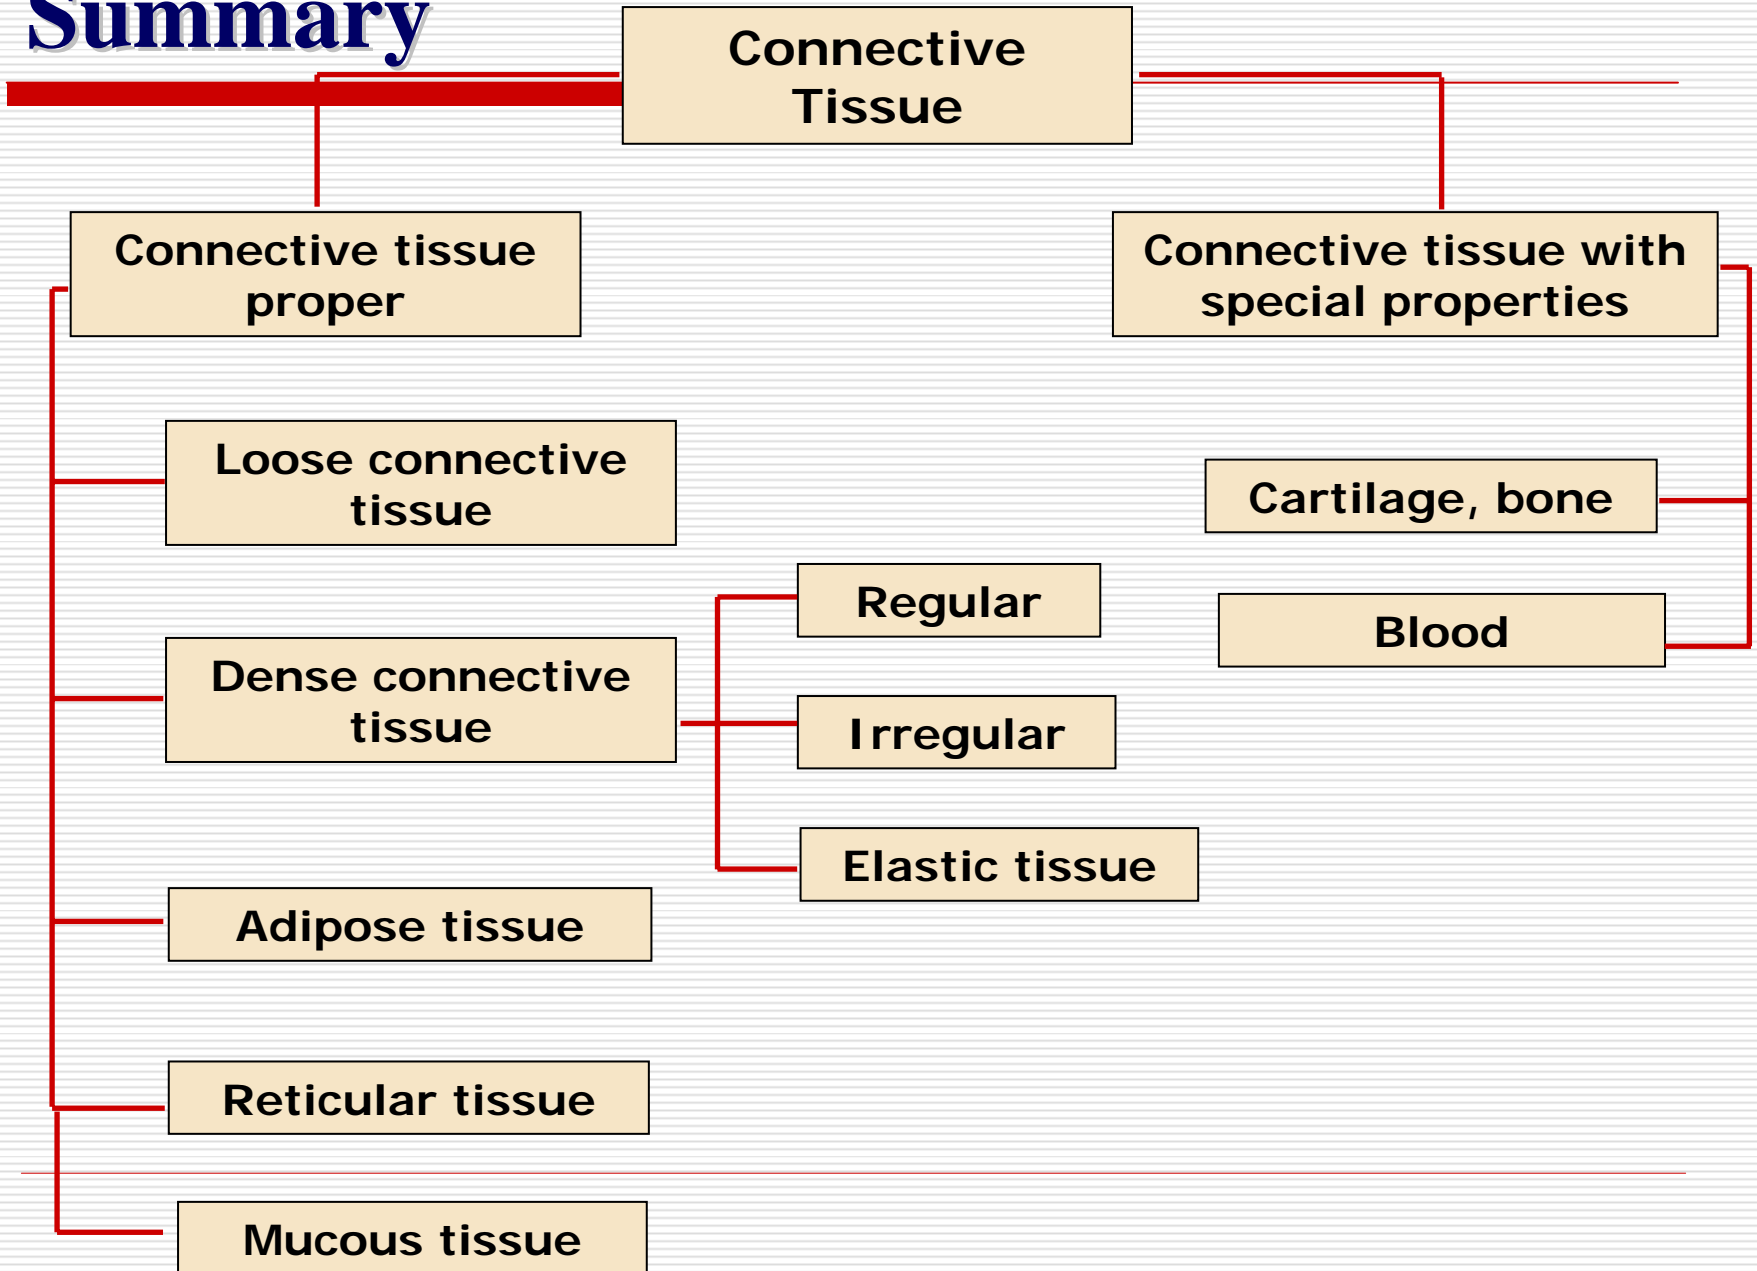 Summary
Connective
Tissue
Connective tissue
proper
Connective tissue with
special properties
Loose connective
tissue
Cartilage, bone
Regular
Blood
Dense connective
tissue
Irregular
Elastic tissue
Adipose tissue
Reticular tissue
Mucous tissue